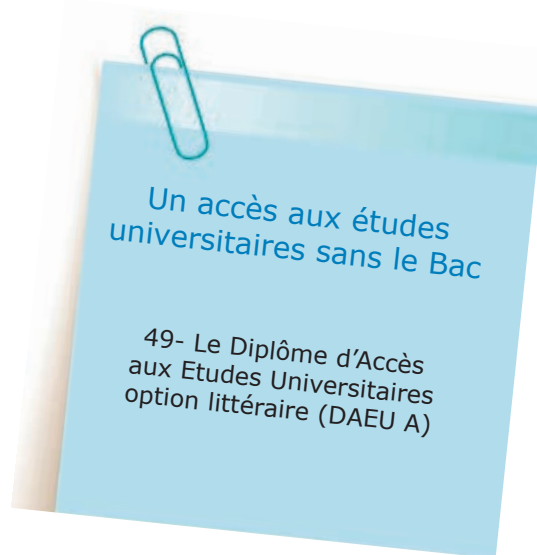 Un accès aux études
universitaires sans le Bac
49- Le Diplôme d'Accès
aux Etudes Universitaires
option littéraire (DAEU A)